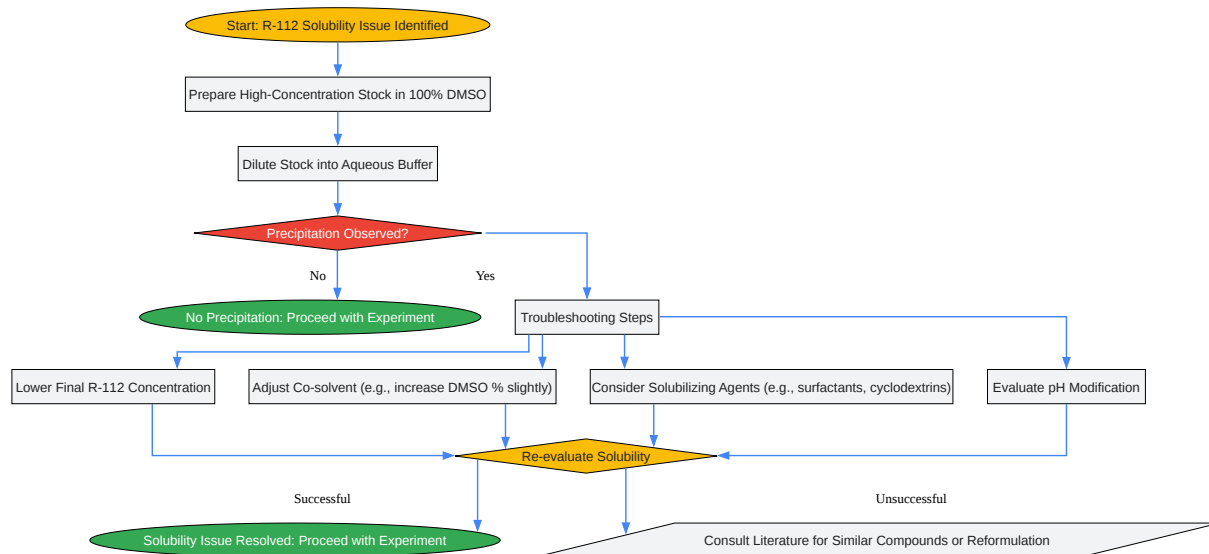 Start: R-112 Solubility Issue Identified
Prepare High-Concentration Stock in 100% DMSO
Dilute Stock into Aqueous Buffer
Precipitation Observed?
No
Yes
No Precipitation: Proceed with Experiment
Troubleshooting Steps
Lower Final R-112 Concentration
Adjust Co-solvent (e.g., increase DMSO % slightly)
Consider Solubilizing Agents (e.g., surfactants, cyclodextrins)
Evaluate pH Modification
Re-evaluate Solubility
Successful
Unsuccessful
Solubility Issue Resolved: Proceed with Experiment
Consult Literature for Similar Compounds or Reformulation